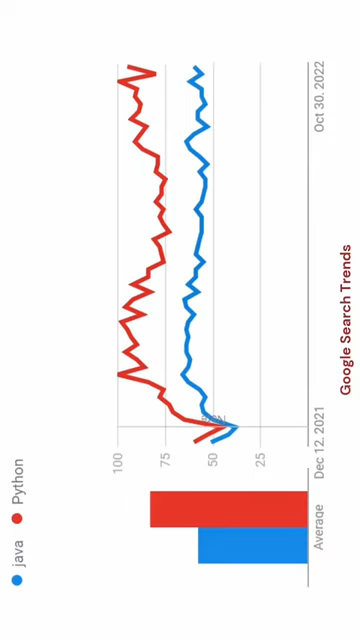 java
Python
100
75
50
25
Average
Dec 12, 2021
Oct 30, 2022
Google Search Trends